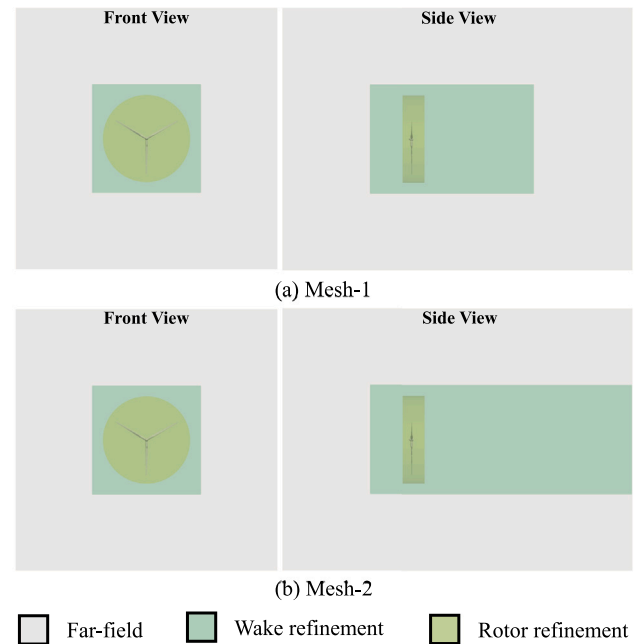 Front View
Side View
(a) Mesh-1
Front View
Side View
(b) Mesh-2
Far-field
Wake refinement
Rotor refinement